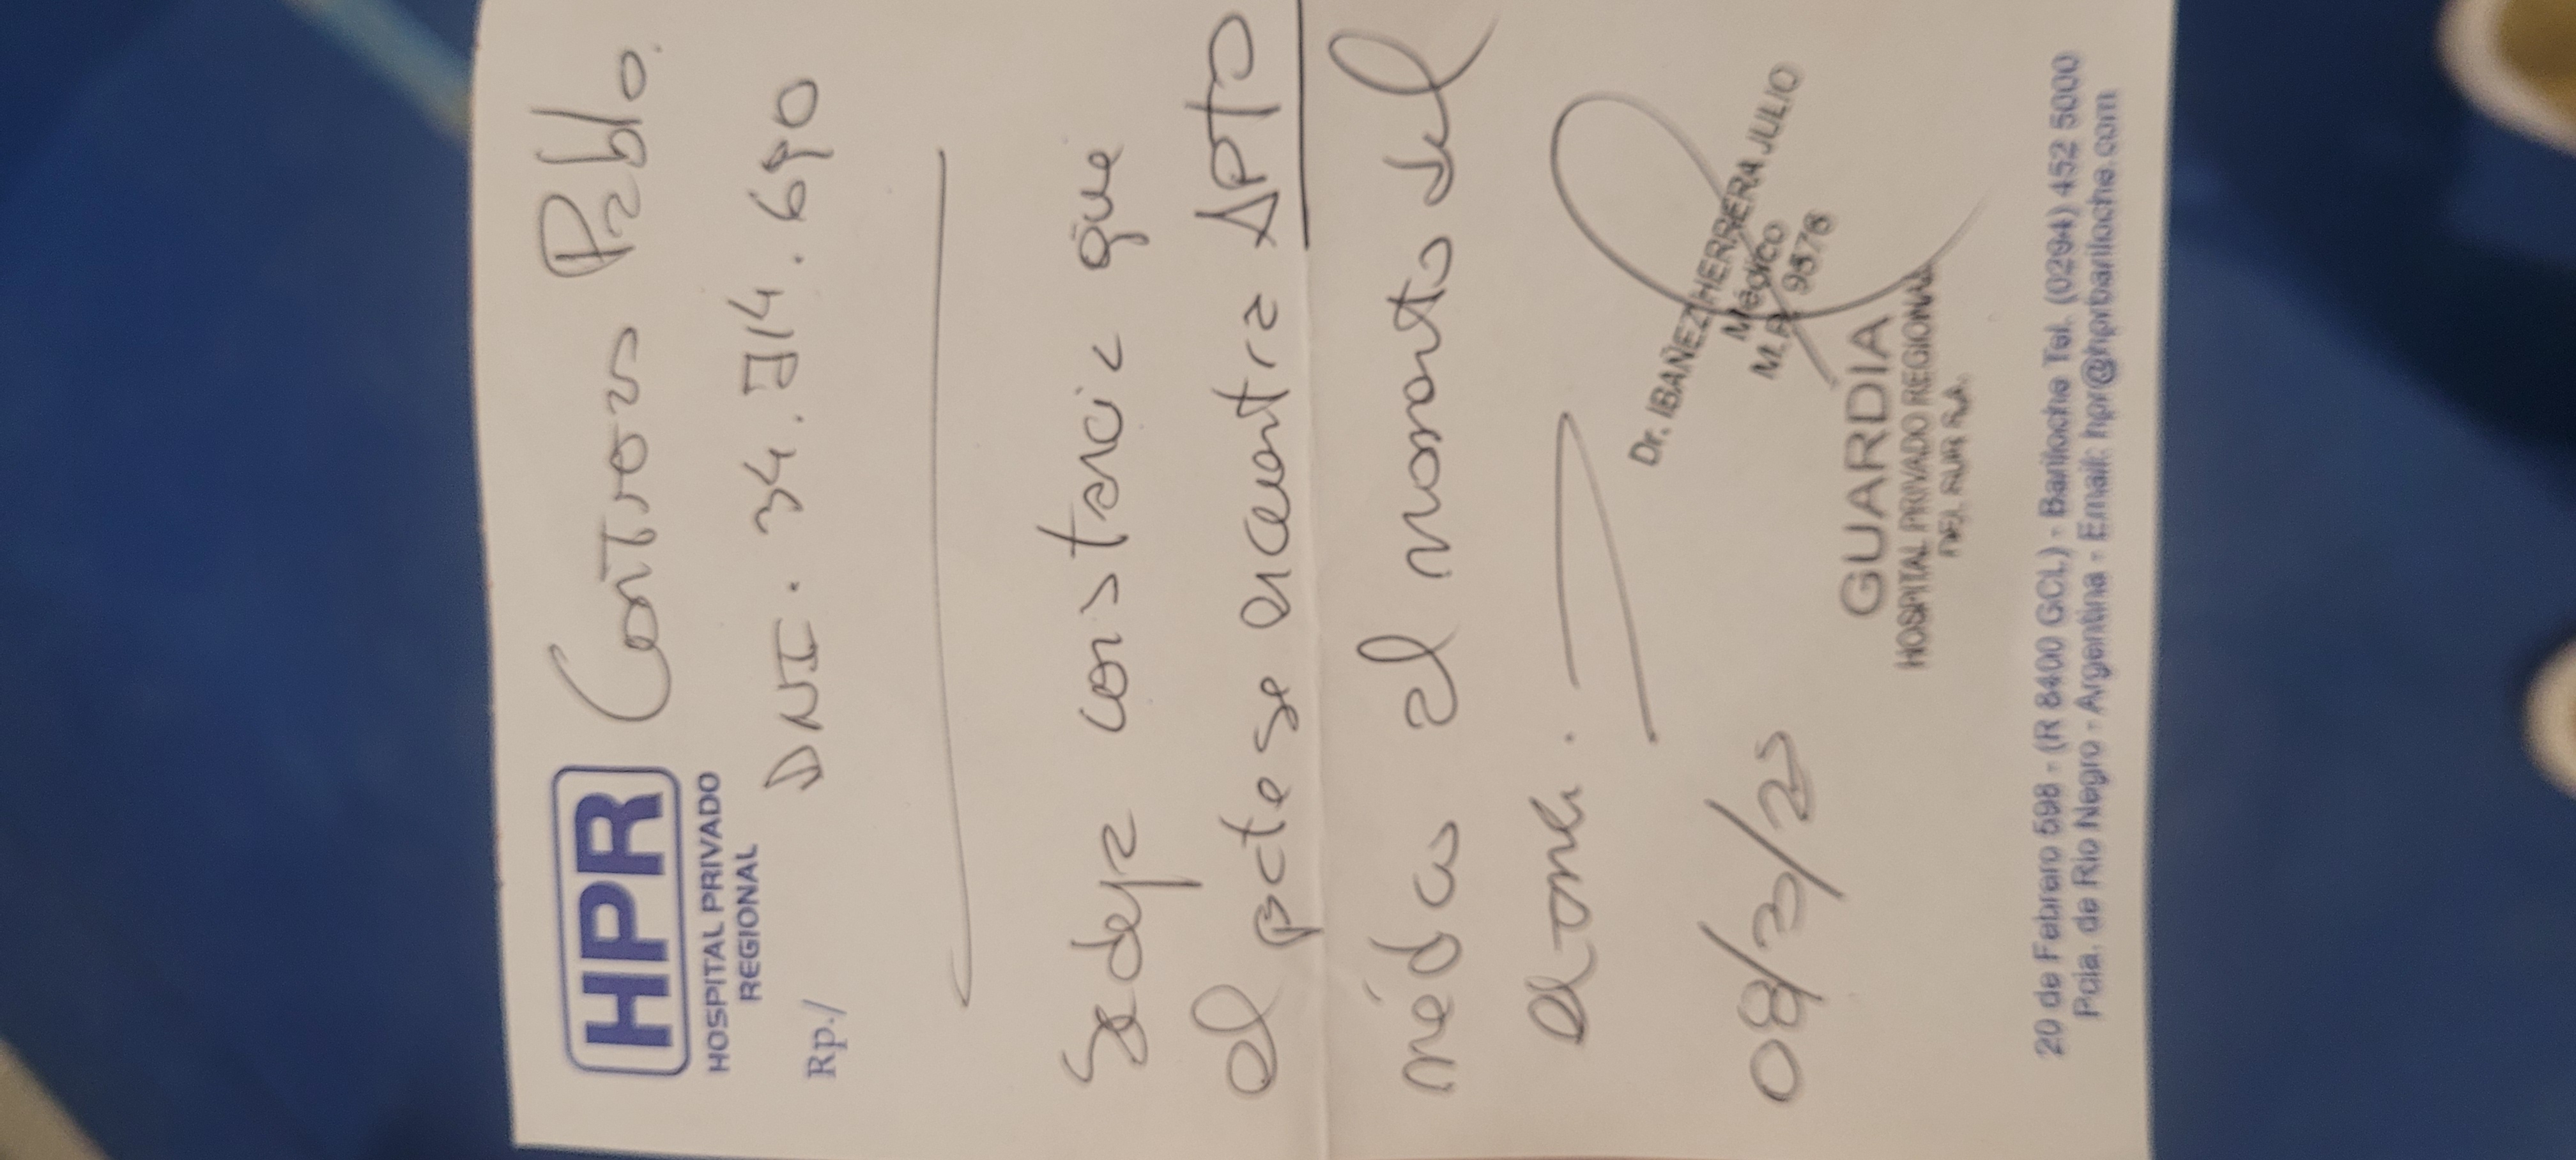 HPR
HOSPITAL PRIVADO
REGIONAL
Contreras Pablo.
DNI. 34.714.690
Rp./
Se deja constancia que
el pcte se encuentra APTO
médico al momento del
examen.
08/3/25
Dr. IBAÑEZ HERRERA JULIO
Médico
M.P. 9576
GUARDIA
HOSPITAL PRIVADO REGIONAL
DEL SUR S.A.
20 de Febrero 598 - (R 8400 GCL) - Bariloche Tel. (0294) 452 5000
Pcia. de Rio Negro - Argentina - Email: hpr@hprbariloche.com